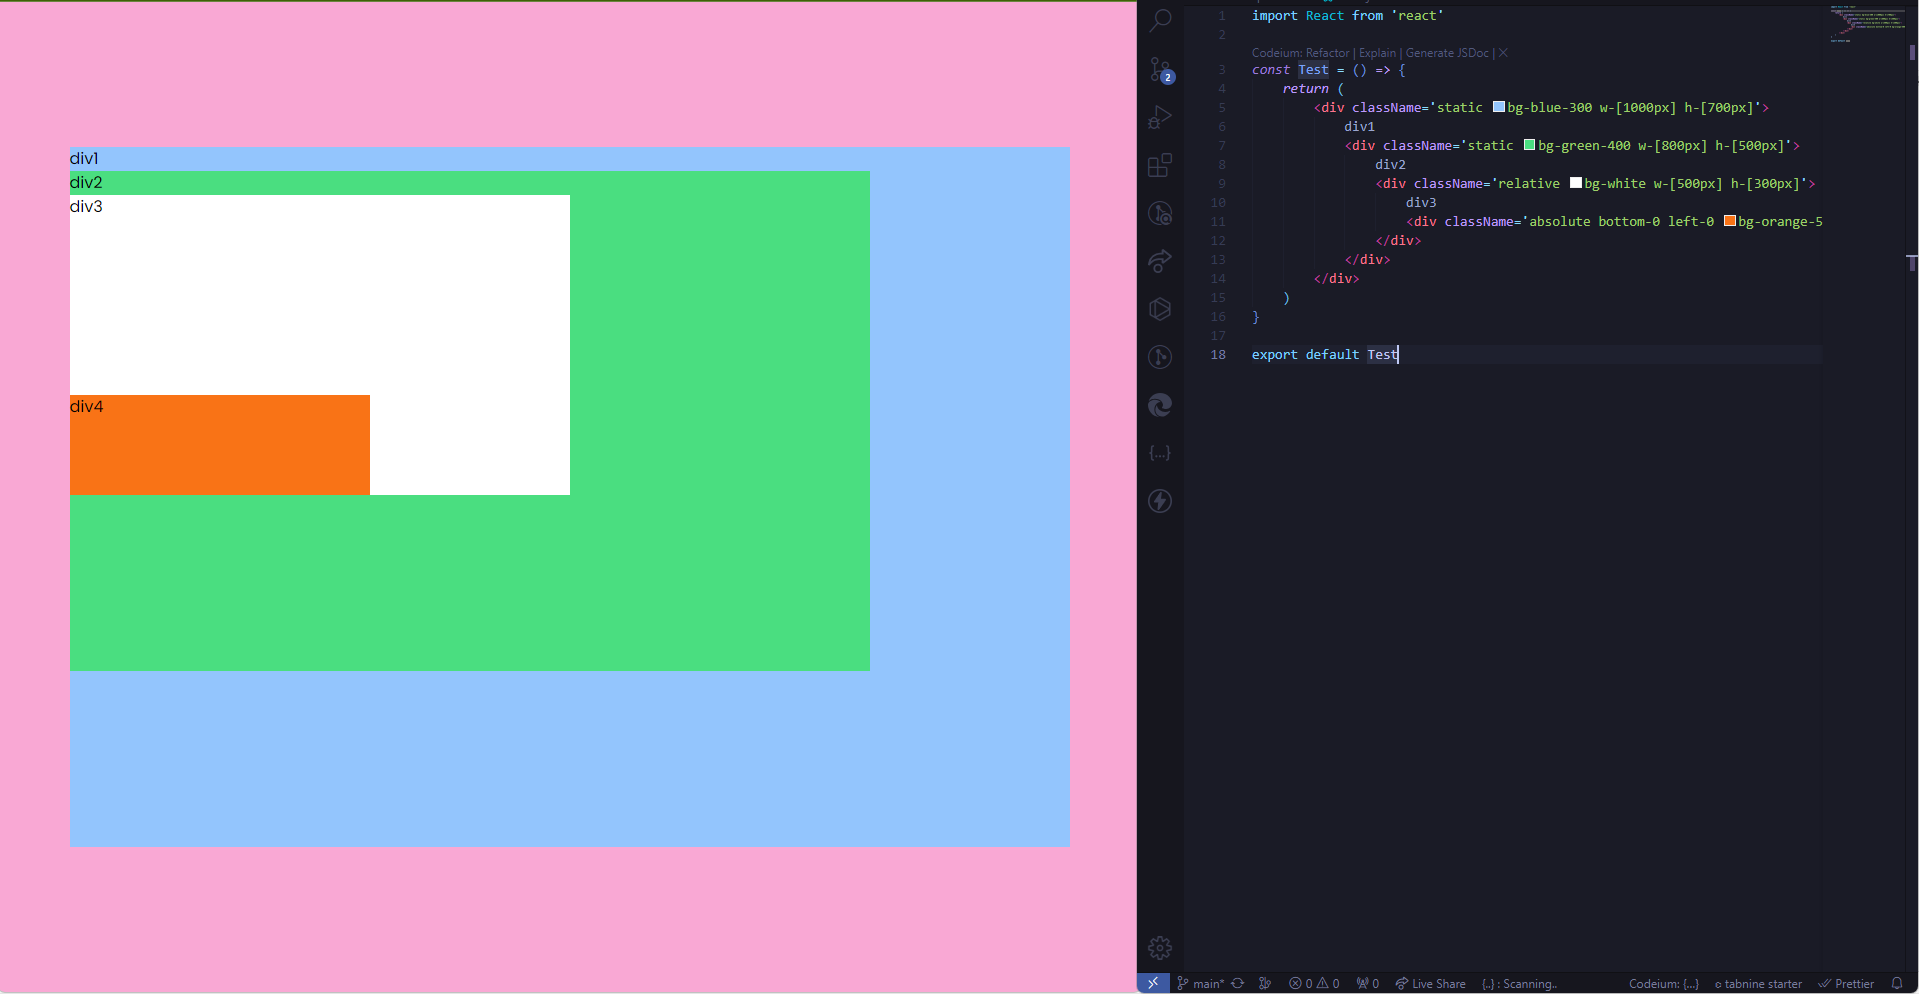 div1
div2
div3
div4
2
1 import React from 'react'
2
Codeium: Refactor | Explain | Generate JSDoc | X
3 const Test = () => {
4 return (
5 <div className='static bg-blue-300 w-[1000px] h-[700px]'>
6 div1
7 <div className='static bg-green-400 w-[800px] h-[500px]'>
8 div2
9 <div className='relative bg-white w-[500px] h-[300px]'>
10 div3
11 <div className='absolute bottom-0 left-0 bg-orange-5
12 </div>
13 </div>
14 </div>
15 )
16 }
17
18 export default Test
{...}
main* 0 0 0 Live Share {..} : Scanning.. Codeium: {...} tabnine starter Prettier